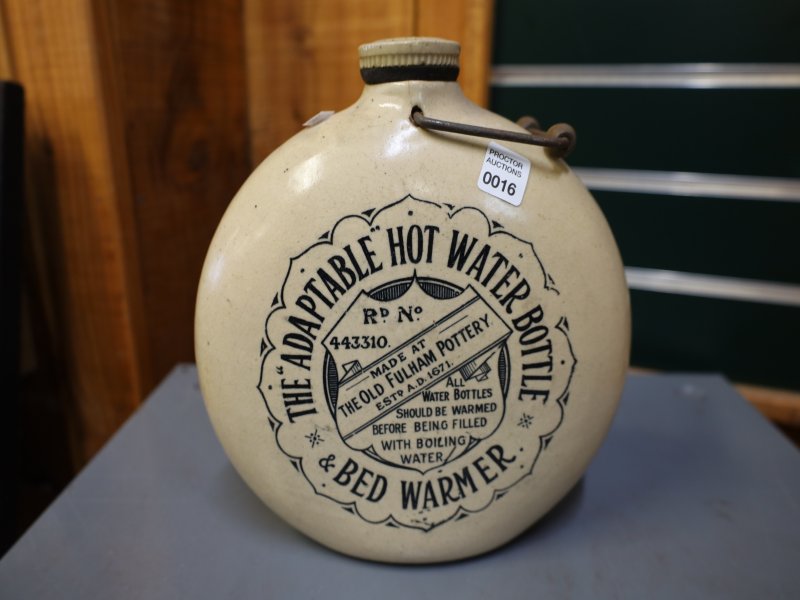 PROCTOR
AUCTIONS
0016
THE "ADAPTABLE" HOT WATER BOTTLE
& BED WARMER.
RD No
443310.
MADE AT
THE OLD FULHAM POTTERY
ESTD A.D. 1671.
ALL
WATER BOTTLES
SHOULD BE WARMED
BEFORE BEING FILLED
WITH BOILING
WATER.